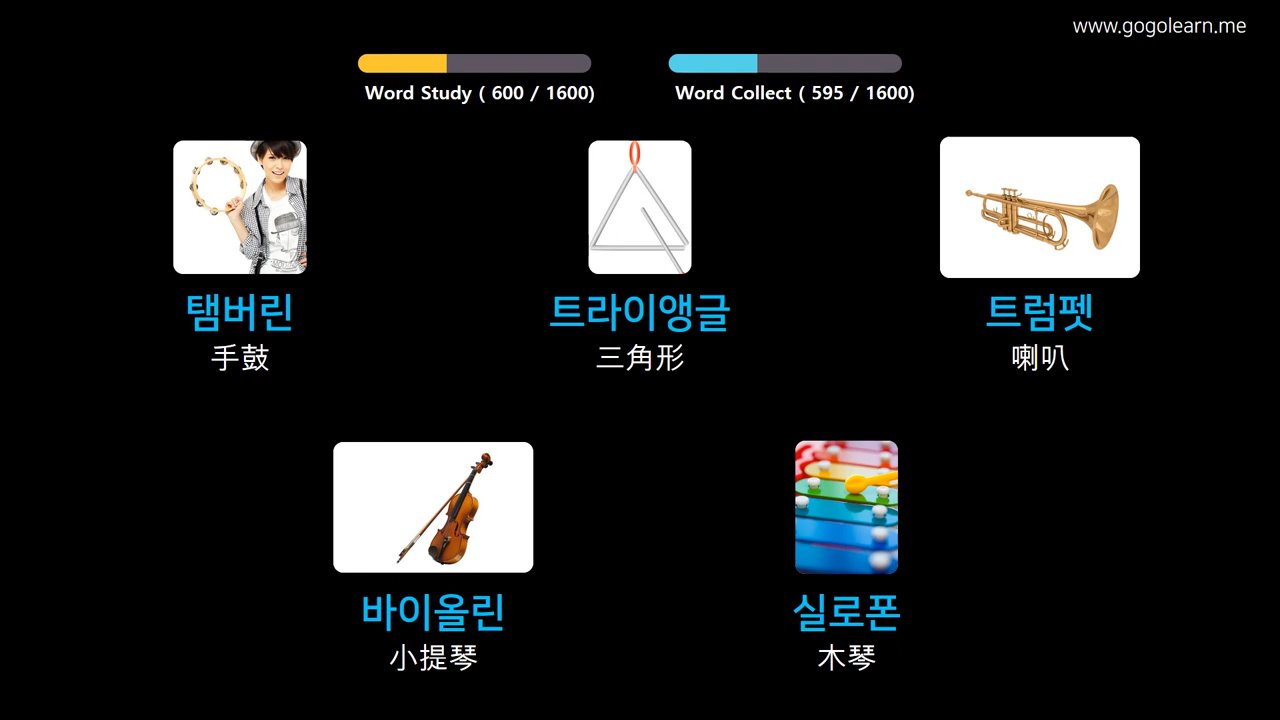 www.gogolearn.me
Word Study ( 600 / 1600)
Word Collect ( 595 / 1600)
탬버린
手鼓
트라이앵글
三角形
트럼펫
喇叭
바이올린
小提琴
실로폰
木琴